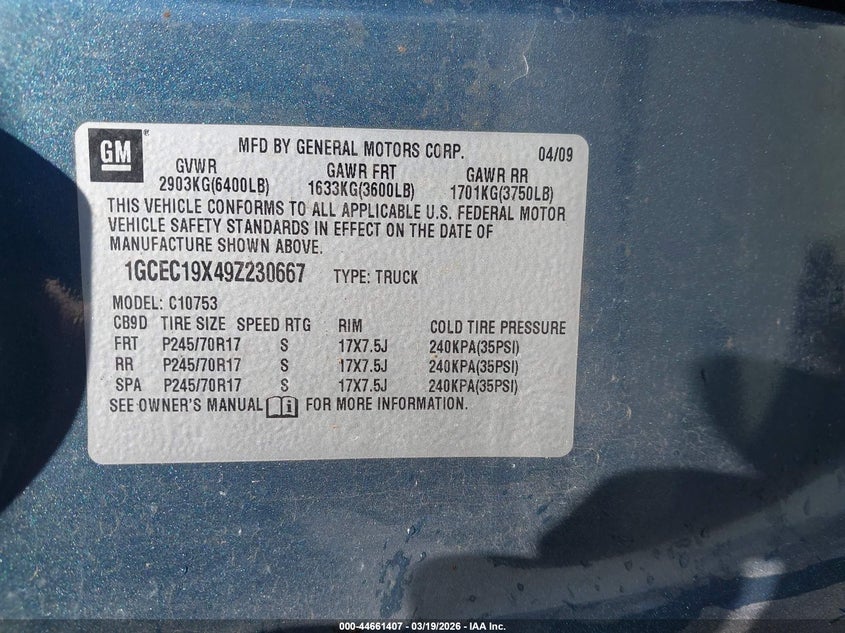 GM ® MFD BY GENERAL MOTORS CORP. 04/09
GVWR GAWR FRT GAWR RR
2903KG(6400LB) 1633KG(3600LB) 1701KG(3750LB)
THIS VEHICLE CONFORMS TO ALL APPLICABLE U.S. FEDERAL MOTOR
VEHICLE SAFETY STANDARDS IN EFFECT ON THE DATE OF
MANUFACTURE SHOWN ABOVE.
1GCEC19X49Z230667 TYPE: TRUCK
MODEL: C10753
CB9D TIRE SIZE SPEED RTG RIM COLD TIRE PRESSURE
FRT P245/70R17 S 17X7.5J 240KPA(35PSI)
RR P245/70R17 S 17X7.5J 240KPA(35PSI)
SPA P245/70R17 S 17X7.5J 240KPA(35PSI)
SEE OWNER'S MANUAL i FOR MORE INFORMATION.
000-44661407 - 03/19/2026 - IAA Inc.